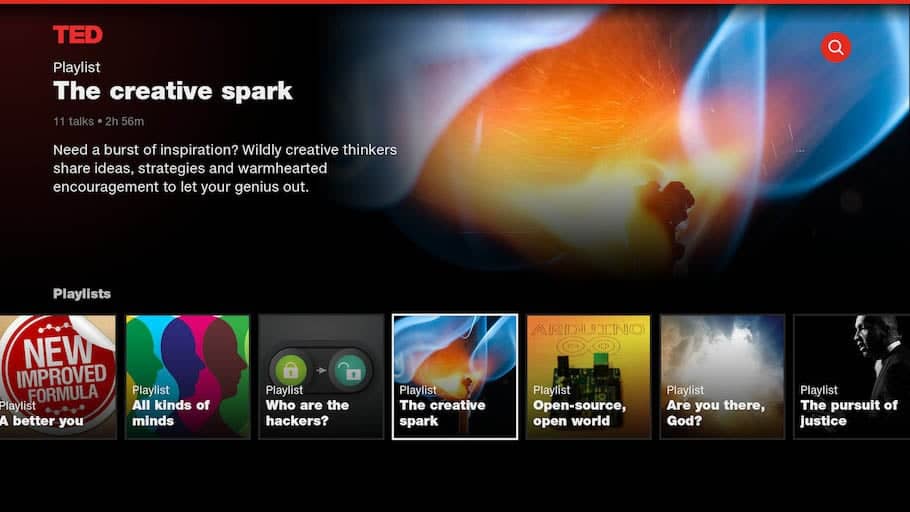 TED
Playlist
The creative spark
11 talks • 2h 56m
Need a burst of inspiration? Wildly creative thinkers
share ideas, strategies and warmhearted
encouragement to let your genius out.
Playlists
NEW
IMPROVED
FORMULA
Playlist
A better you
Playlist
All kinds of
minds
Playlist
Who are the
hackers?
Playlist
The creative
spark
ARDUINO
Playlist
Open-source,
open world
Playlist
Are you there,
God?
Playlist
The pursuit of
justice